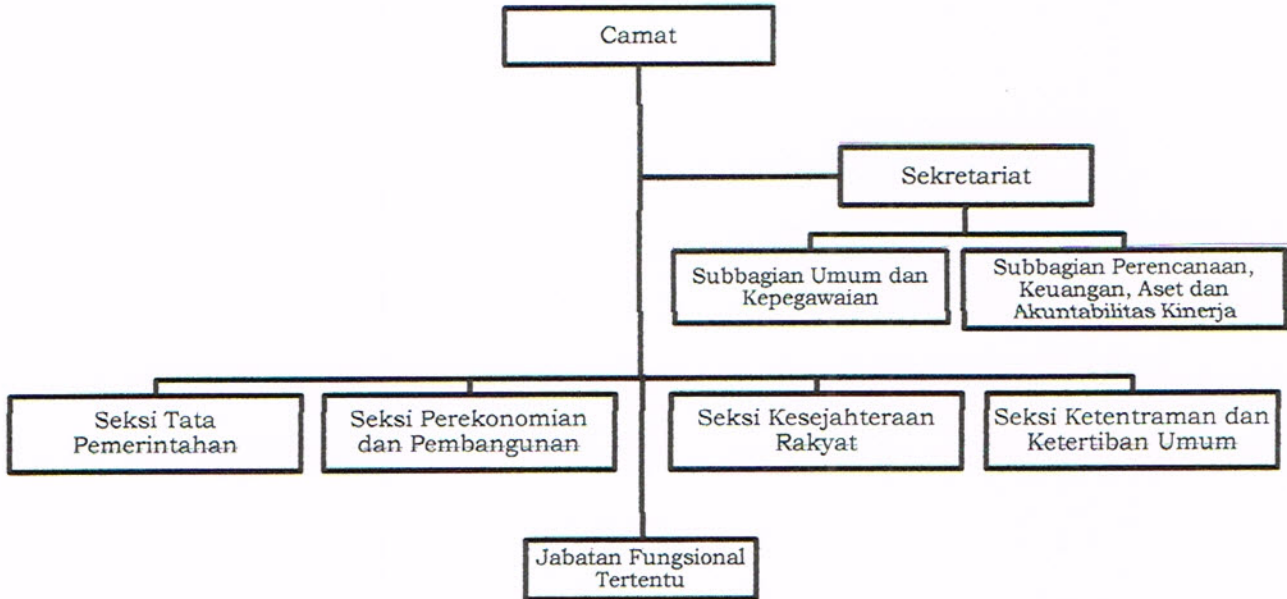 Camat
Sekretariat
Subbagian Umum dan
Kepegawaian
Subbagian Perencanaan,
Keuangan, Aset dan
Akuntabilitas Kinerja
Seksi Tata
Pemerintahan
Seksi Perekonomian
dan Pembangunan
Seksi Kesejahteraan
Rakyat
Seksi Ketentraman dan
Ketertiban Umum
Jabatan Fungsional
Tertentu